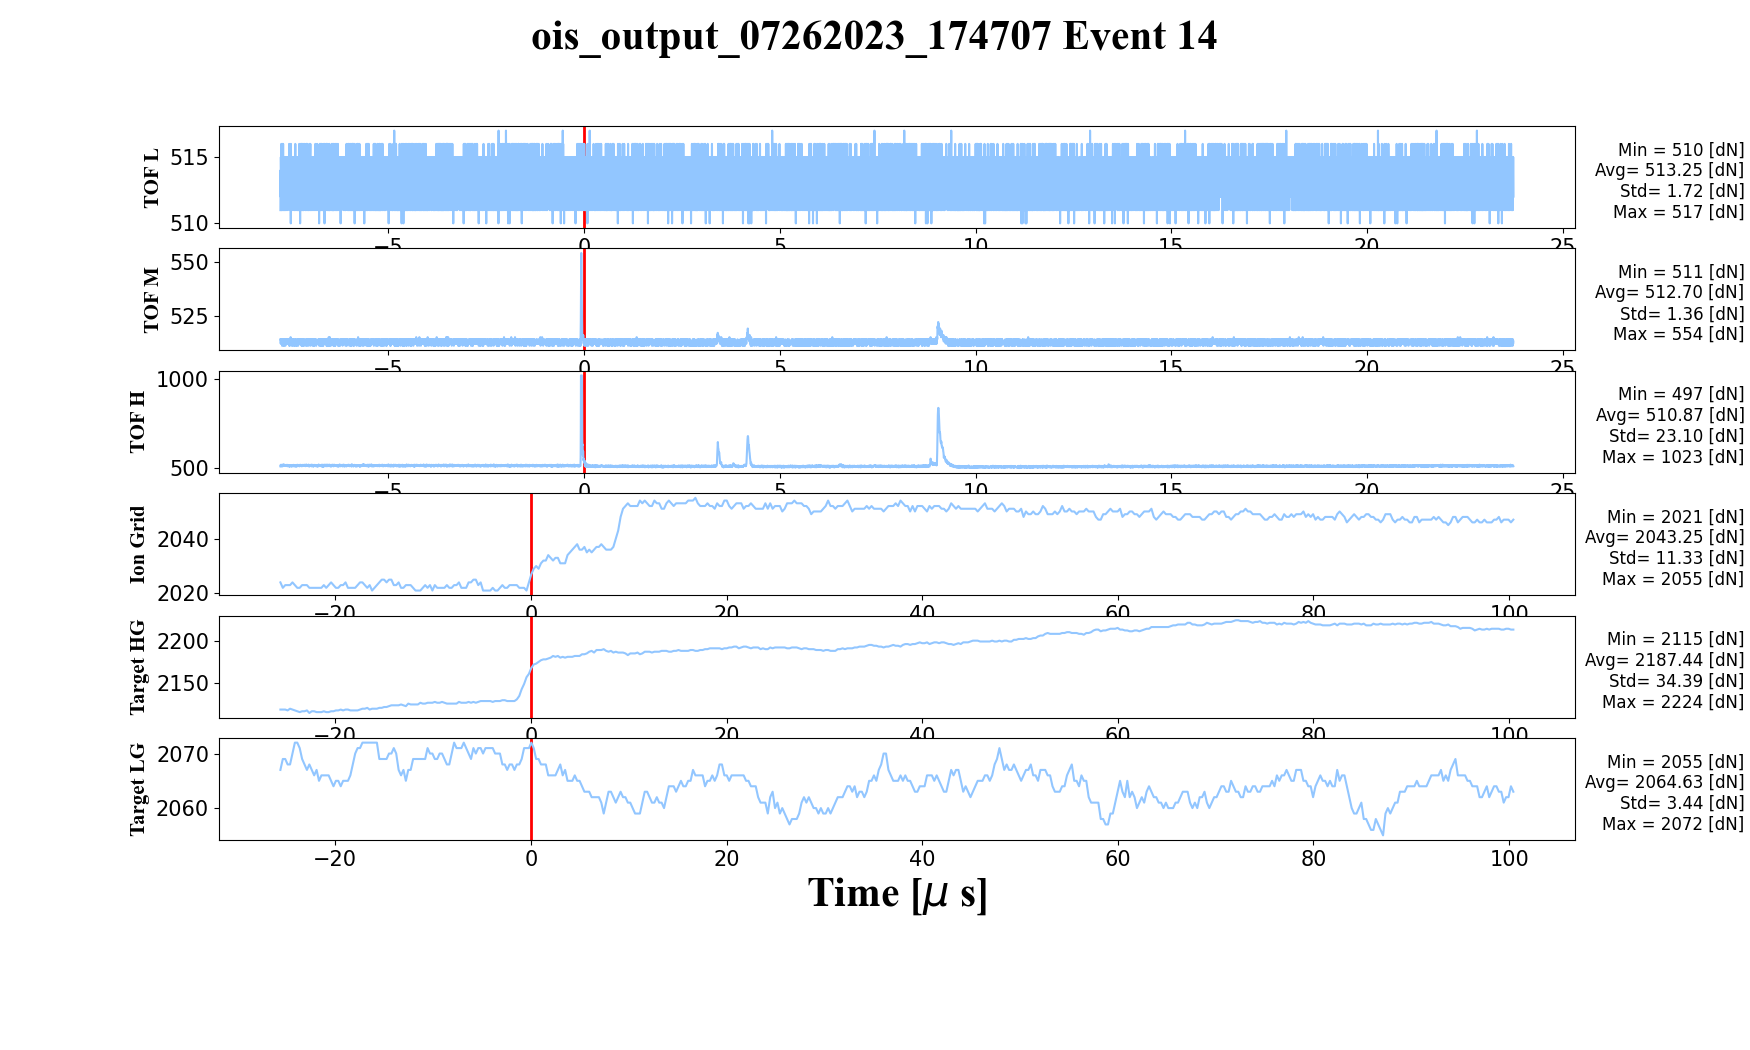 ois_output_07262023_174707 Event 14
TOF L
515
510
−5 0 5 10 15 20 25
Min = 510 [dN]
Avg= 513.25 [dN]
Std= 1.72 [dN]
Max = 517 [dN]
TOF M
550
525
−5 0 5 10 15 20 25
Min = 511 [dN]
Avg= 512.70 [dN]
Std= 1.36 [dN]
Max = 554 [dN]
TOF H
1000
500
−5 0 5 10 15 20 25
Min = 497 [dN]
Avg= 510.87 [dN]
Std= 23.10 [dN]
Max = 1023 [dN]
Ion Grid
2040
2020
−20 0 20 40 60 80 100
Min = 2021 [dN]
Avg= 2043.25 [dN]
Std= 11.33 [dN]
Max = 2055 [dN]
Target HG
2200
2150
−20 0 20 40 60 80 100
Min = 2115 [dN]
Avg= 2187.44 [dN]
Std= 34.39 [dN]
Max = 2224 [dN]
Target LG
2070
2060
−20 0 20 40 60 80 100
Min = 2055 [dN]
Avg= 2064.63 [dN]
Std= 3.44 [dN]
Max = 2072 [dN]
Time [μ s]